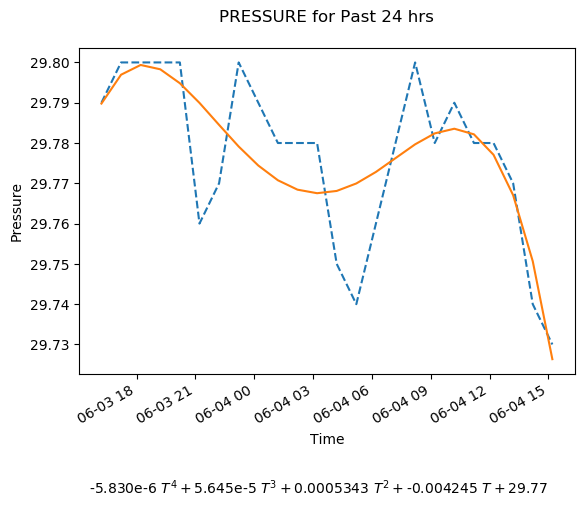 PRESSURE for Past 24 hrs
29.80
29.79
29.78
29.77
29.76
29.75
29.74
29.73
Pressure
06-03 18 06-03 21 06-04 00 06-04 03 06-04 06 06-04 09 06-04 12 06-04 15
Time
-5.830e-6 T⁴ + 5.645e-5 T³ + 0.0005343 T² + -0.004245 T + 29.77